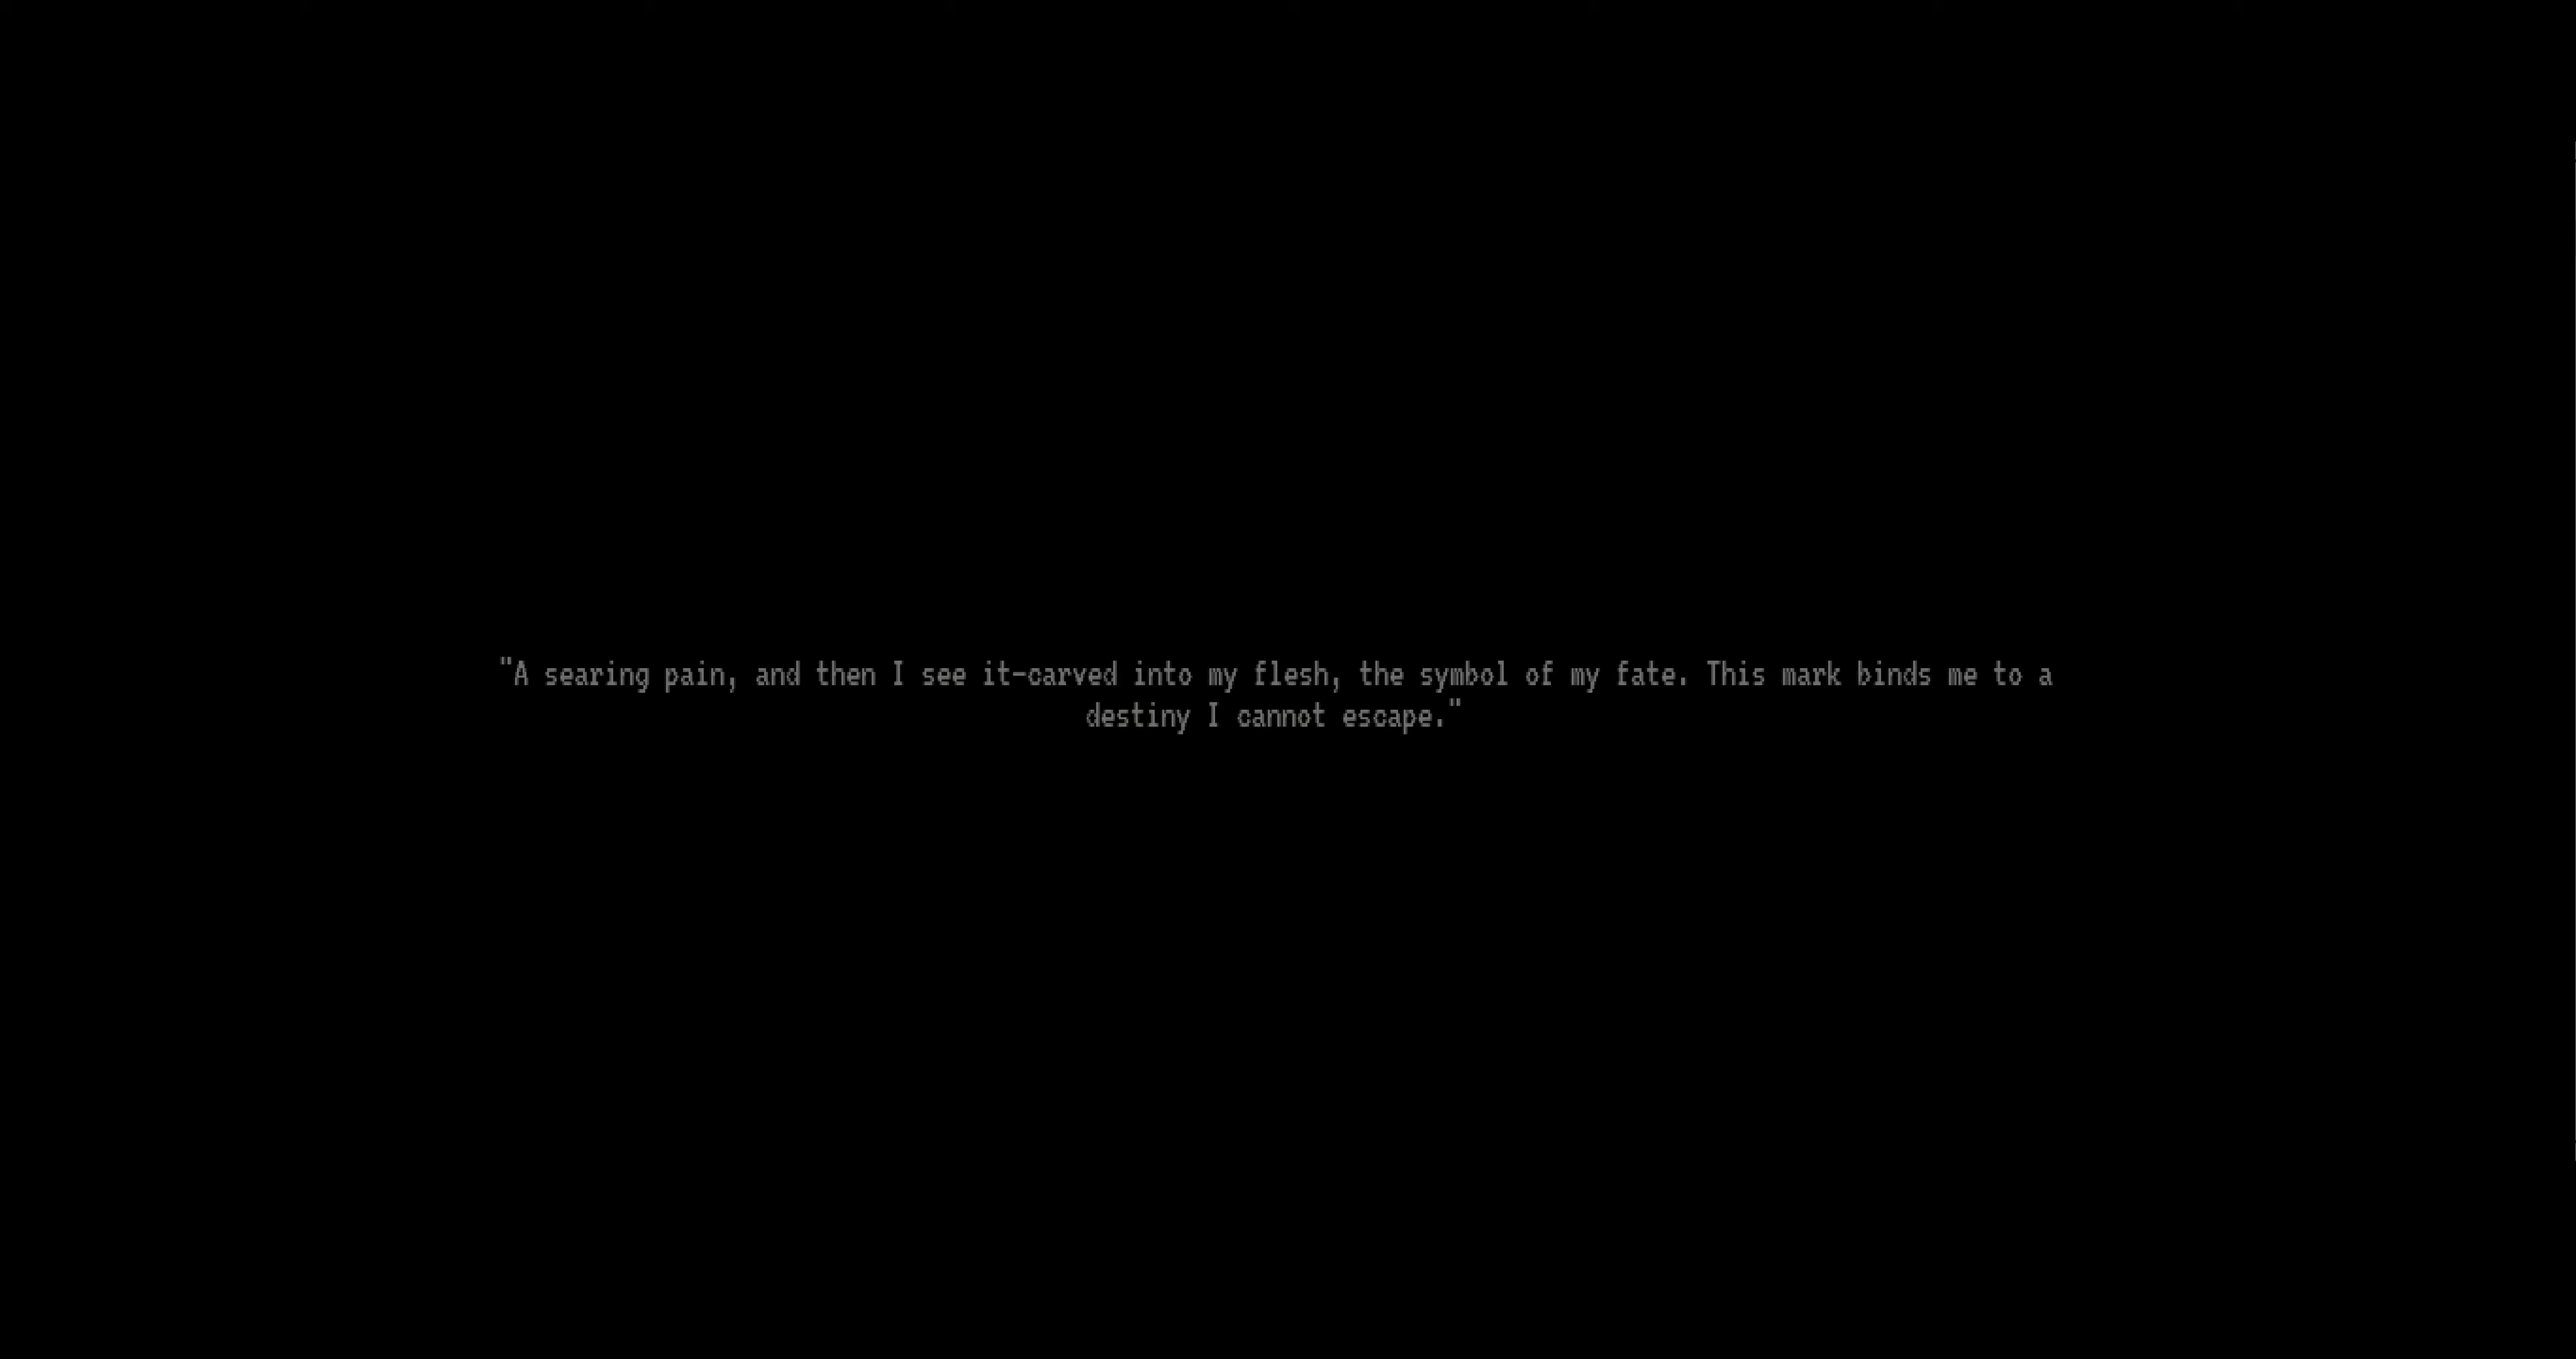 "A searing pain, and then I see it-carved into my flesh, the symbol of my fate. This mark binds me to a
destiny I cannot escape."